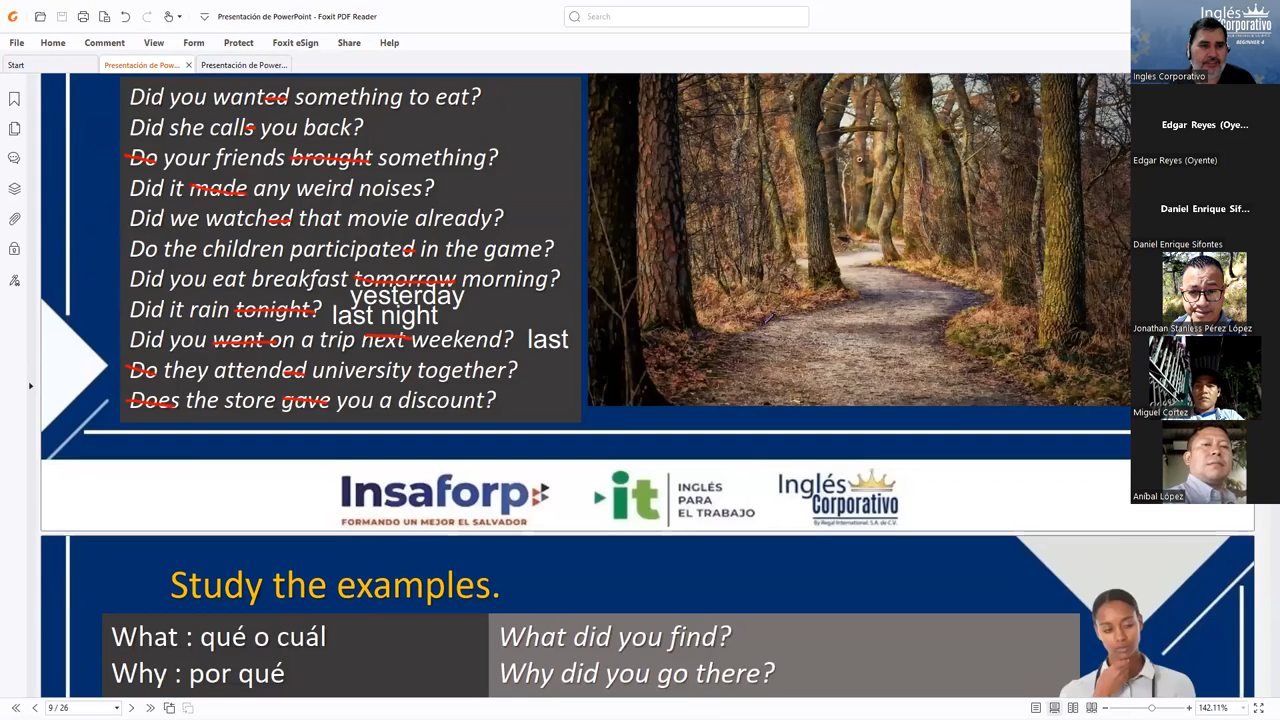 Presentación de PowerPoint - Foxit PDF Reader
Search
File Home Comment View Form Protect Foxit eSign Share Help
Start
Presentación de Pow...
Presentación de Power...
Did you wanted something to eat?
Did she calls you back?
Do your friends brought something?
Did it made any weird noises?
Did we watched that movie already?
Do the children participated in the game?
Did you eat breakfast tomorrow morning?
yesterday
Did it rain tonight?
last night
Did you went on a trip next weekend? last
Do they attended university together?
Does the store gave you a discount?
Insaforp
FORMANDO UN MEJOR EL SALVADOR
it INGLÉS PARA EL TRABAJO
Inglés
Corporativo
By Regal International, S.A. de C.V.
Study the examples.
What : qué o cuál
What did you find?
Why : por qué
Why did you go there?
Inglés
Corporativo
BEGINNER 4
Ingles Corporativo
Edgar Reyes (Oye...
Edgar Reyes (Oyente)
Daniel Enrique Sif...
Daniel Enrique Sifontes
Jonathan Stanless Pérez López
Miguel Cortez
Aníbal López
9 / 26
142.11%